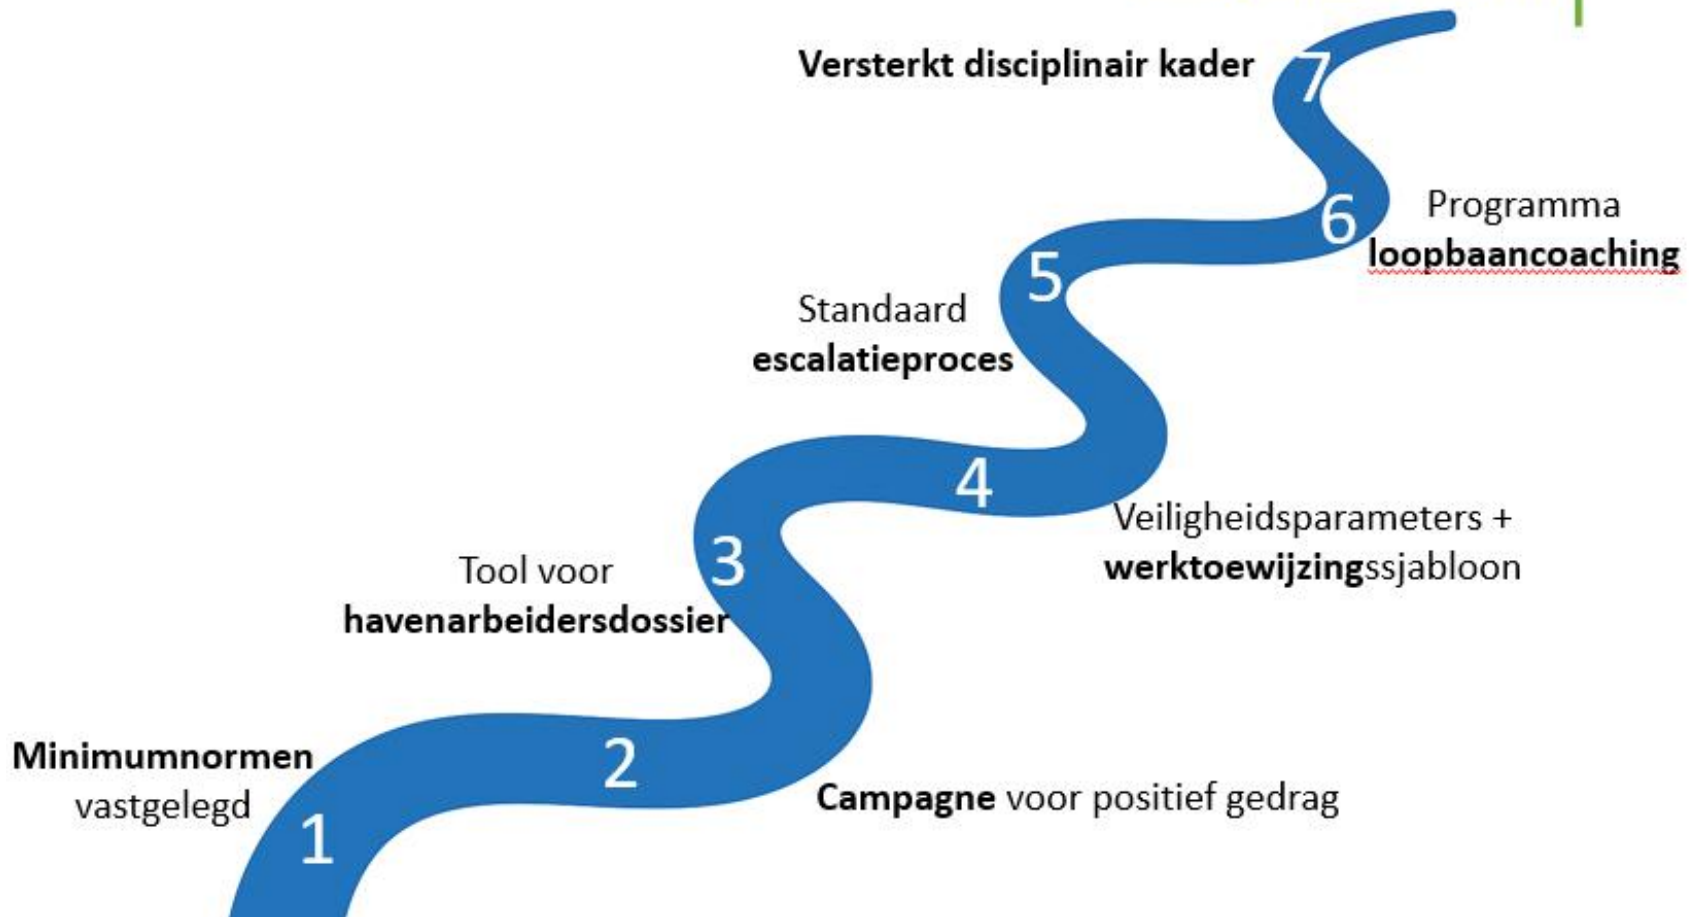 Versterkt disciplinair kader
7
6
Programma
loopbaancoaching
5
Standaard
escalatieproces
4
Veiligheidsparameters +
werktoewijzingssjabloon
3
Tool voor
havenarbeidersdossier
2
Minimumnormen
vastgelegd
Campagne voor positief gedrag
1